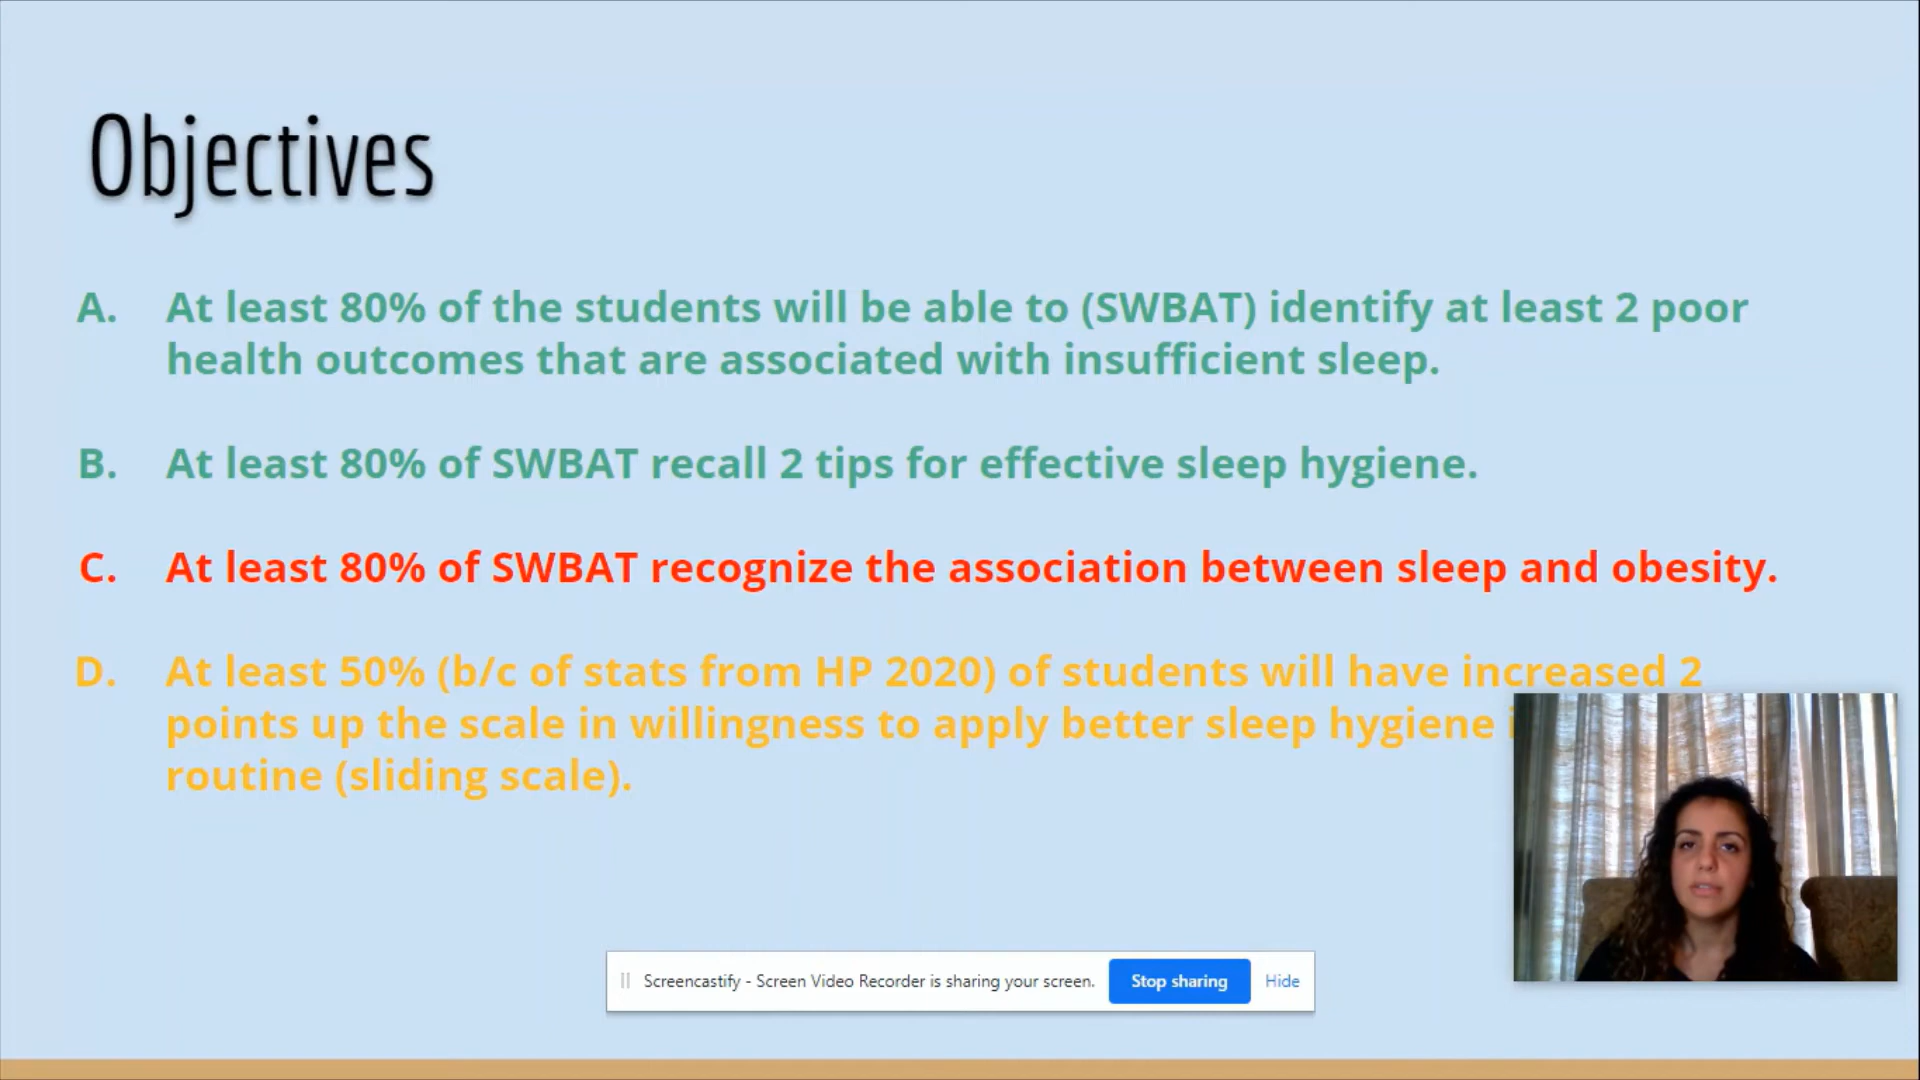 Objectives
A. At least 80% of the students will be able to (SWBAT) identify at least 2 poor
health outcomes that are associated with insufficient sleep.
B. At least 80% of SWBAT recall 2 tips for effective sleep hygiene.
C. At least 80% of SWBAT recognize the association between sleep and obesity.
D. At least 50% (b/c of stats from HP 2020) of students will have increased 2
points up the scale in willingness to apply better sleep hygiene
routine (sliding scale).
Screencastify - Screen Video Recorder is sharing your screen. Stop sharing Hide